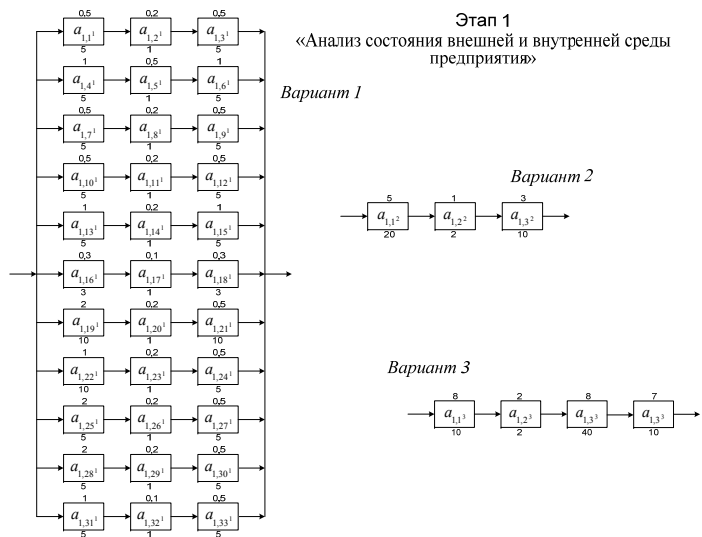 Этап 1
«Анализ состояния внешней и внутренней среды
предприятия»
0,5 0,2 0,5
a1,1¹ a1,2¹ a1,3¹
5 1 5
1 0,5 1
a1,4¹ a1,5¹ a1,6¹
5 1 5
Вариант 1
0,5 0,2 0,5
a1,7¹ a1,8¹ a1,9¹
5 1 5
0,5 0,2 0,5
a1,10¹ a1,11¹ a1,12¹
5 1 5
1 0,2 1
a1,13¹ a1,14¹ a1,15¹
5 1 5
0,3 0,1 0,3
a1,16¹ a1,17¹ a1,18¹
3 1 3
2 0,2 0,5
a1,19¹ a1,20¹ a1,21¹
10 1 10
1 0,2 0,5
a1,22¹ a1,23¹ a1,24¹
10 1 5
2 0,2 0,5
a1,25¹ a1,26¹ a1,27¹
5 1 5
2 0,2 0,5
a1,28¹ a1,29¹ a1,30¹
5 1 5
1 0,1 0,5
a1,31¹ a1,32¹ a1,33¹
5 1 5
Вариант 2
5 1 3
a1,1² a1,2² a1,3²
20 2 10
Вариант 3
8 2 8 7
a1,1³ a1,2³ a1,3³ a1,3³
10 2 40 10